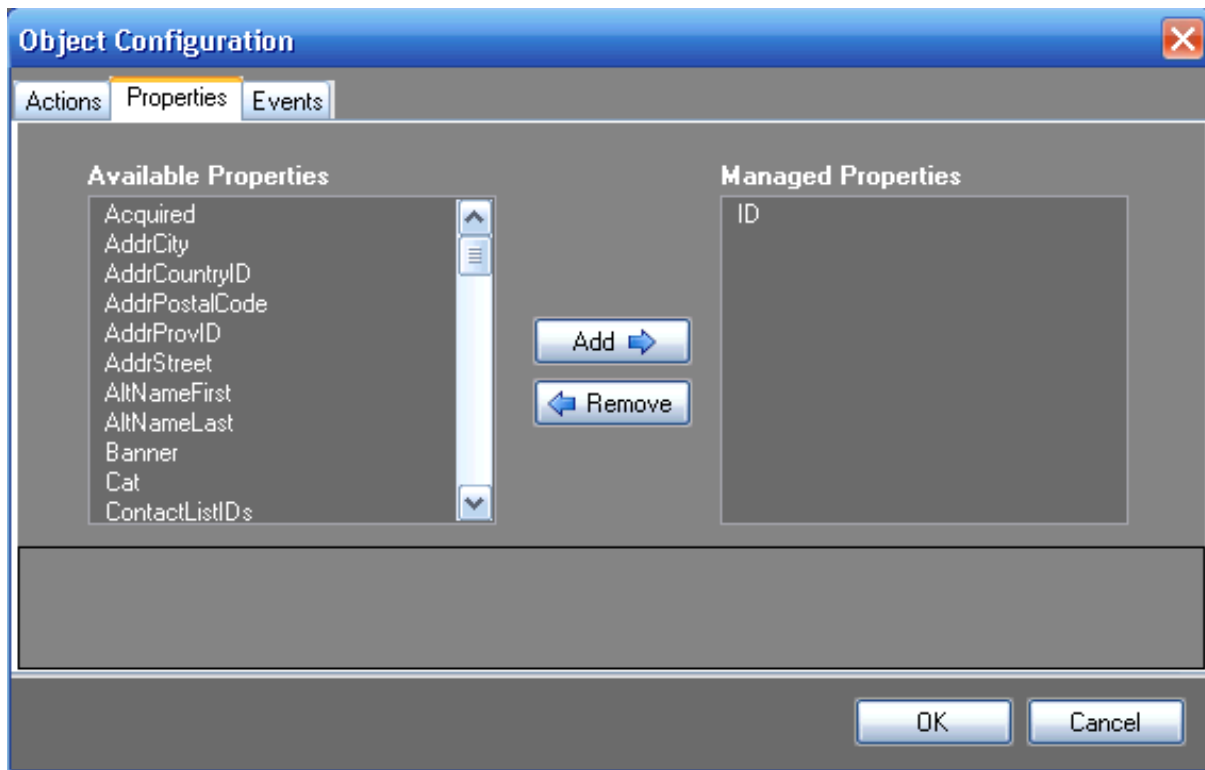 Object Configuration
Actions Properties Events
Available Properties
Acquired
AddrCity
AddrCountryID
AddrPostalCode
AddrProvID
AddrStreet
AltNameFirst
AltNameLast
Banner
Cat
ContactListIDs
Add
Remove
Managed Properties
ID
OK Cancel